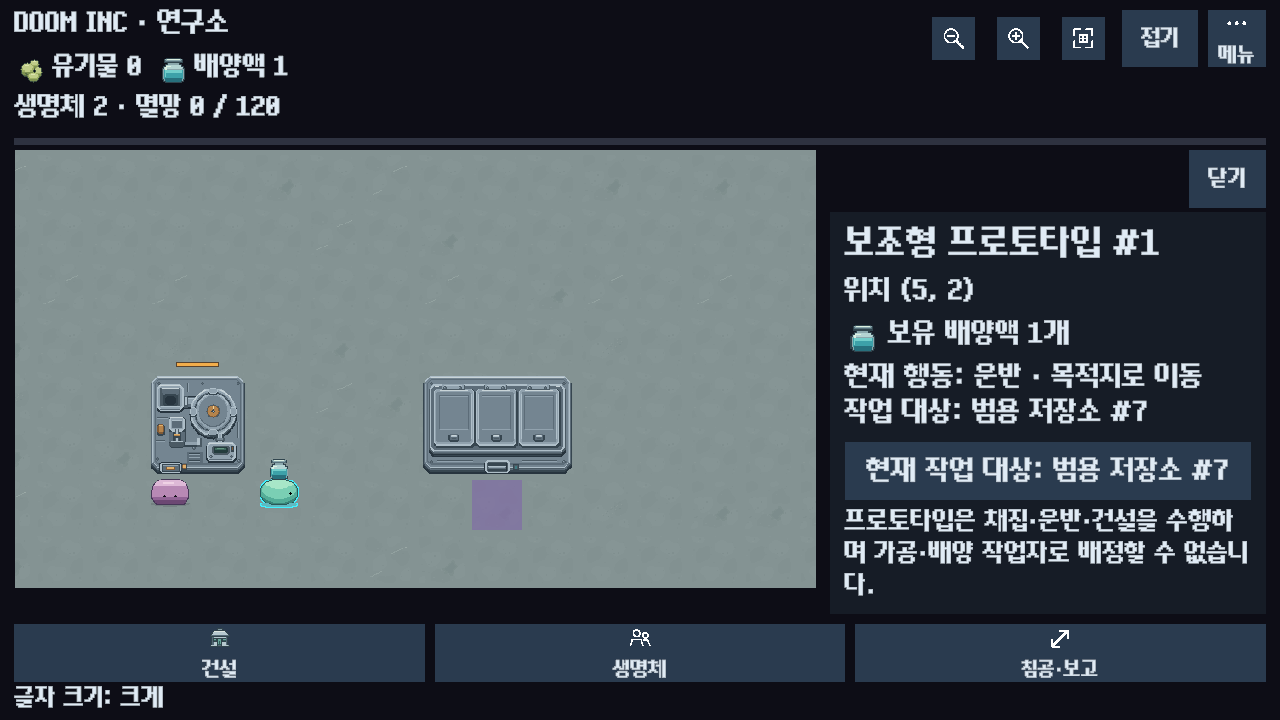 DOOM INC · 연구소
유기물 0 배양액 1
생명체 2 · 멸망 0 / 120
접기
메뉴
닫기
보조형 프로토타입 #1
위치 (5, 2)
보유 배양액 1개
현재 행동: 운반 · 목적지로 이동
작업 대상: 범용 저장소 #7
현재 작업 대상: 범용 저장소 #7
프로토타입은 채집·운반·건설을 수행하
며 가공·배양 작업자로 배정할 수 없습니
다.
건설
생명체
침공·보고
글자 크기: 크게